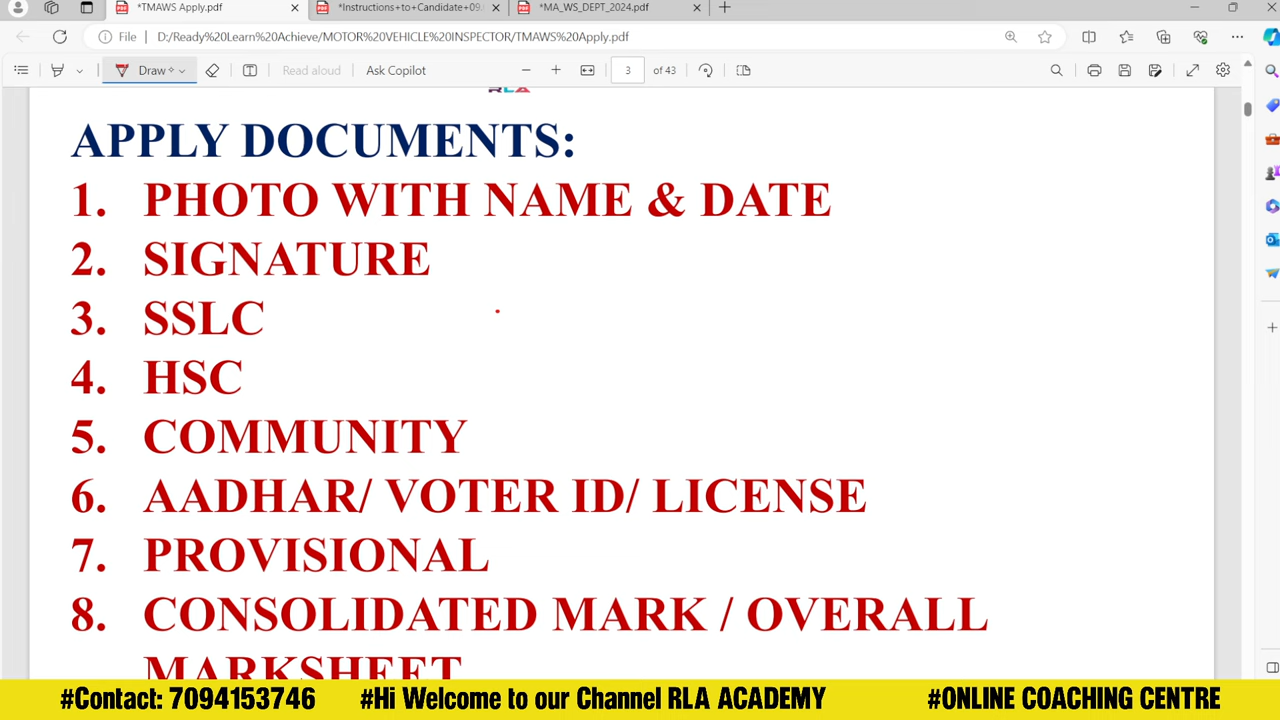 *TMAWS Apply.pdf
*Instructions+to+Candidate+09.
*MA_WS_DEPT_2024.pdf
File
D:/Ready%20Learn%20Achieve/MOTOR%20VEHICLE%20INSPECTOR/TMAWS%20Apply.pdf
Draw
Read aloud
Ask Copilot
3
of 43
RLA
APPLY DOCUMENTS:
1. PHOTO WITH NAME & DATE
2. SIGNATURE
3. SSLC
4. HSC
5. COMMUNITY
6. AADHAR/ VOTER ID/ LICENSE
7. PROVISIONAL
8. CONSOLIDATED MARK / OVERALL
MARKSHEET
#Contact: 7094153746 #Hi Welcome to our Channel RLA ACADEMY #ONLINE COACHING CENTRE